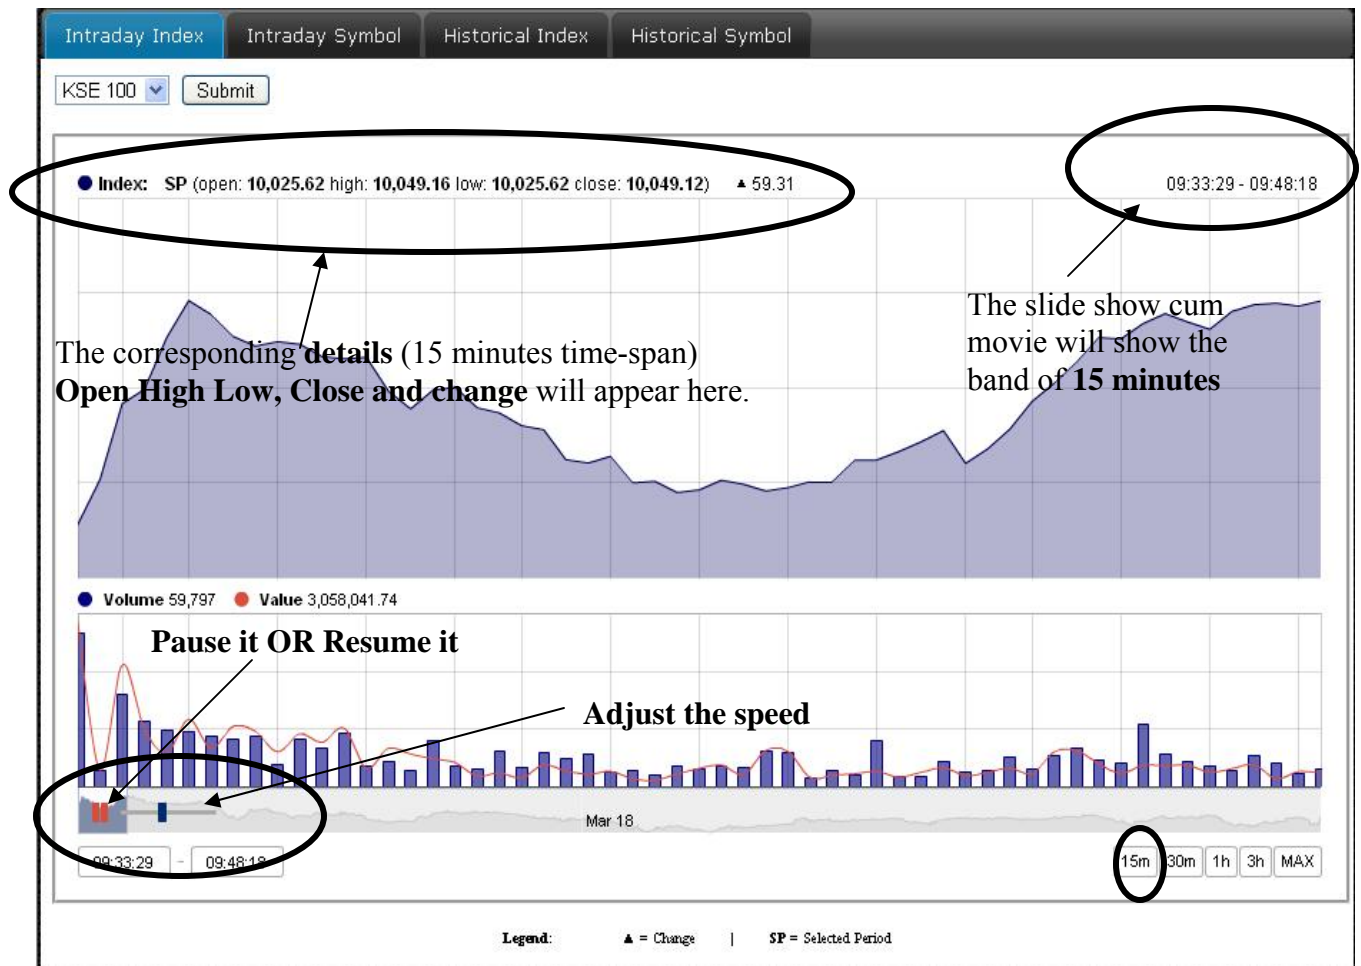 Intraday Index Intraday Symbol Historical Index Historical Symbol
KSE 100 Submit
Index: SP (open: 10,025.62 high: 10,049.16 low: 10,025.62 close: 10,049.12) ▲ 59.31 09:33:29 - 09:48:18
The slide show cum
movie will show the
band of 15 minutes
The corresponding details (15 minutes time-span)
Open High Low, Close and change will appear here.
Volume 59,797 Value 3,058,041.74
Pause it OR Resume it
Adjust the speed
Mar 18
09:33:29 - 09:48:18 15m 30m 1h 3h MAX
Legend: ▲ = Change | SP = Selected Period